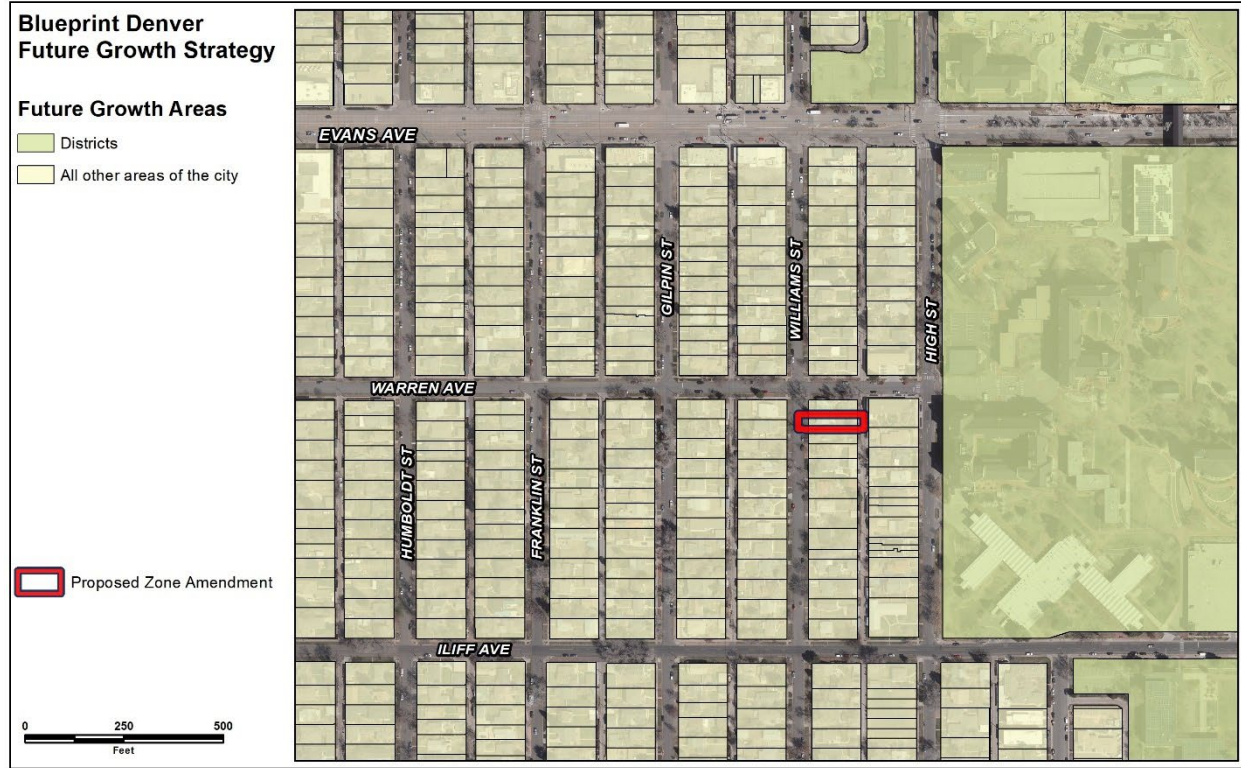 Blueprint Denver
Future Growth Strategy
Future Growth Areas
Districts
All other areas of the city
Proposed Zone Amendment
0 250 500
Feet
EVANS AVE
GILPIN ST
WILLIAMS ST
HIGH ST
WARREN AVE
HUMBOLDT ST
FRANKLIN ST
ILIFF AVE